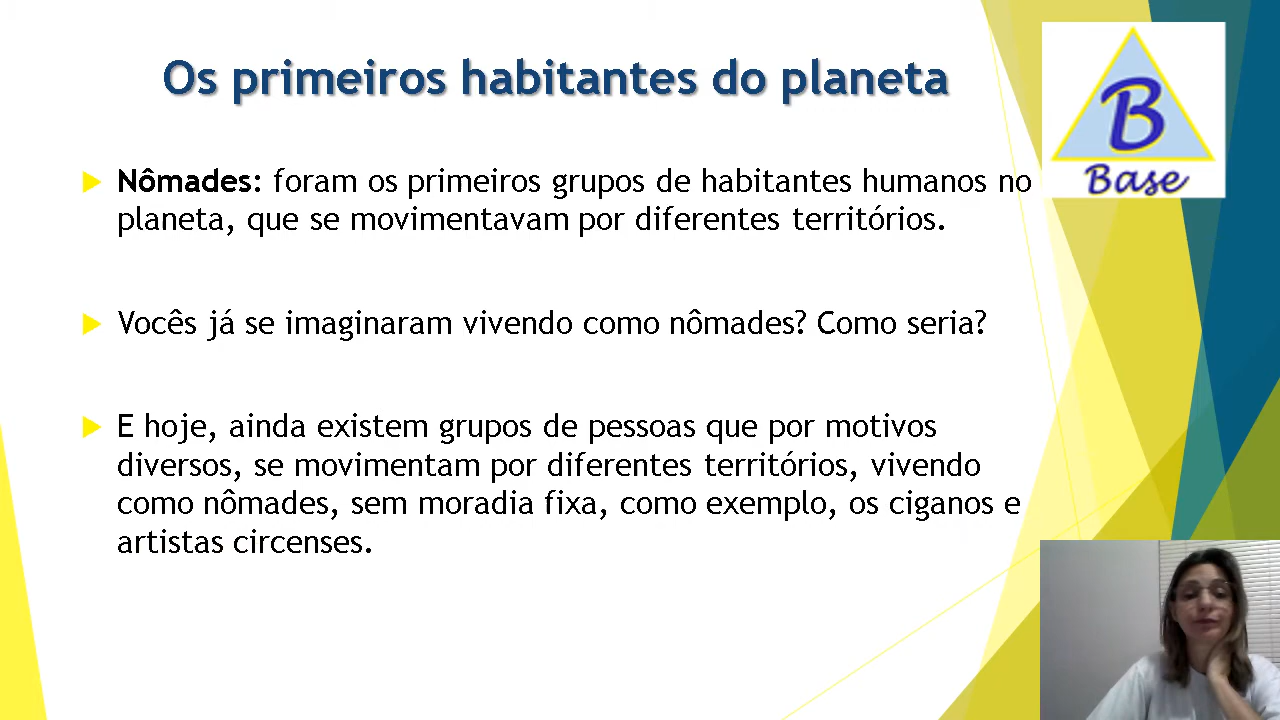 Os primeiros habitantes do planeta
B
Base
Nômades: foram os primeiros grupos de habitantes humanos no
planeta, que se movimentavam por diferentes territórios.
Vocês já se imaginaram vivendo como nômades? Como seria?
E hoje, ainda existem grupos de pessoas que por motivos
diversos, se movimentam por diferentes territórios, vivendo
como nômades, sem moradia fixa, como exemplo, os ciganos e
artistas circenses.